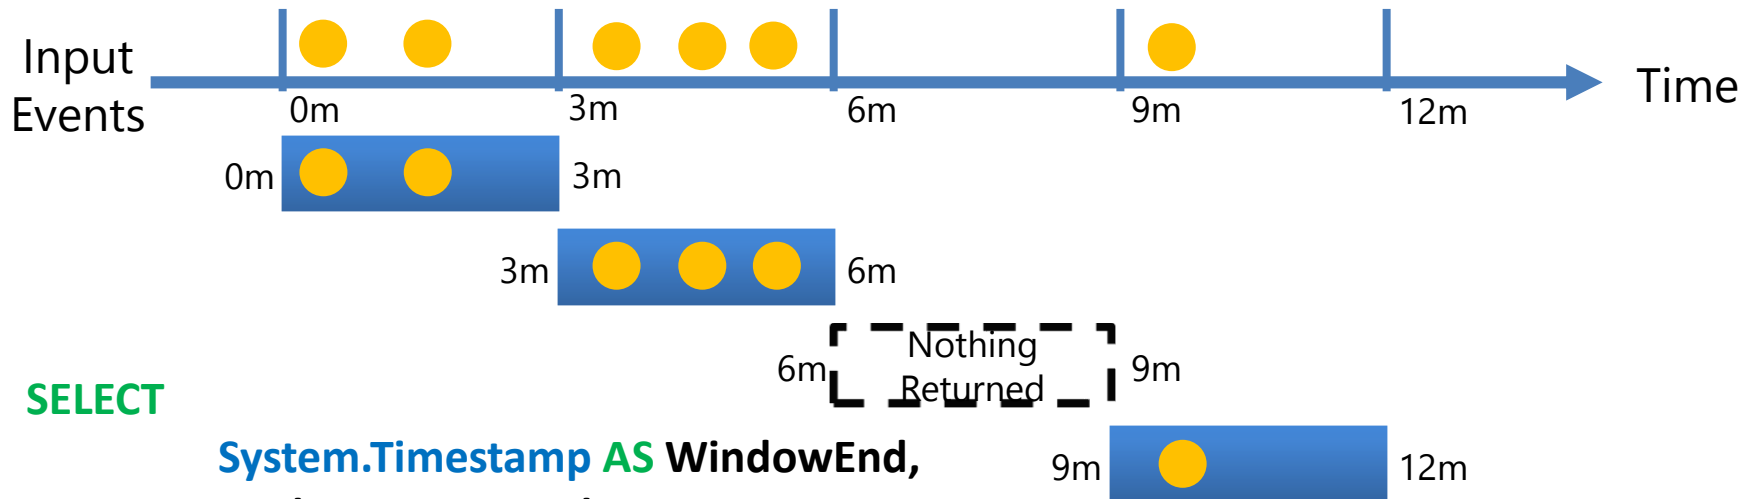 Input
Events
Time
0m
3m
6m
9m
12m
0m
3m
3m
6m
6m
Nothing
Returned
9m
SELECT
System.Timestamp AS WindowEnd,
9m
12m